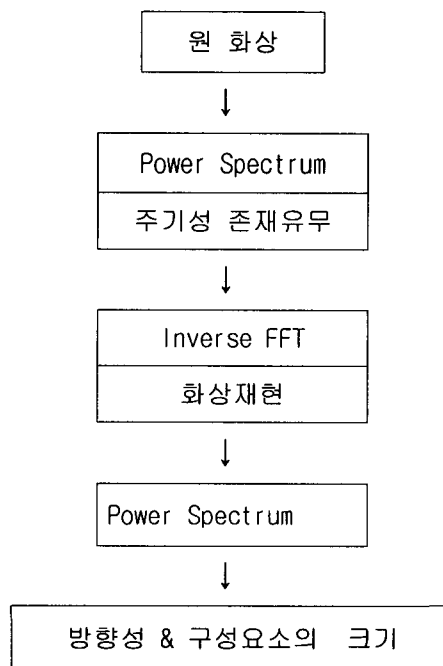 원 화상
Power Spectrum
주기성 존재유무
Inverse FFT
화상재현
Power Spectrum
방향성 & 구성요소의 크기